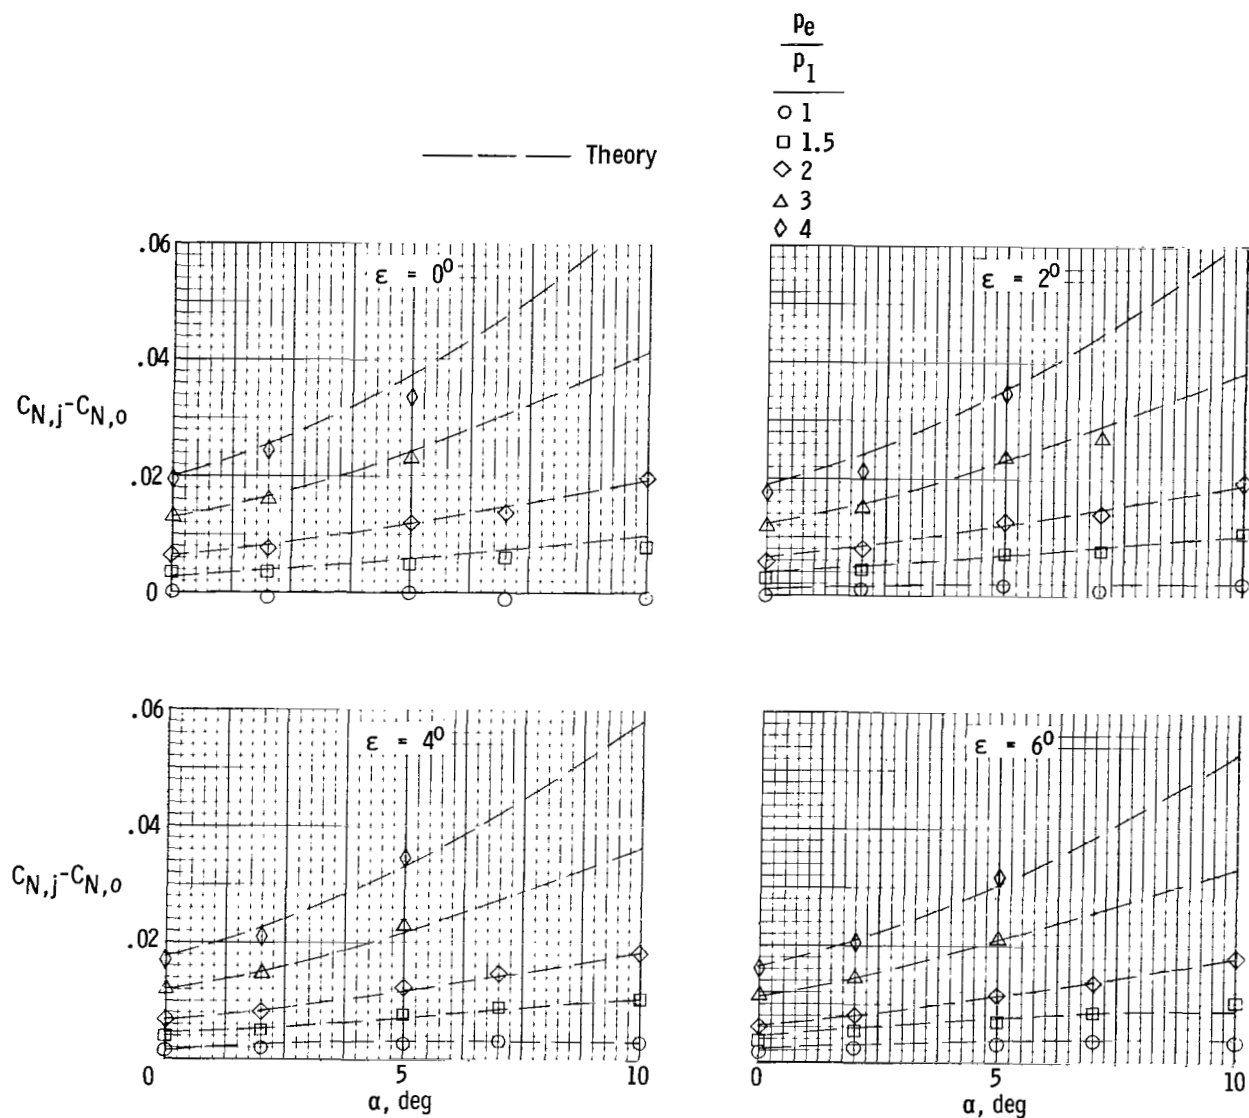 pe
p1
1
1.5
2
3
4
Theory
.06
.04
CN,j-CN,o
.02
0
ε = 0°
ε = 2°
.06
.04
CN,j-CN,o
.02
0
5
10
α, deg
ε = 4°
ε = 6°
0
5
10
α, deg